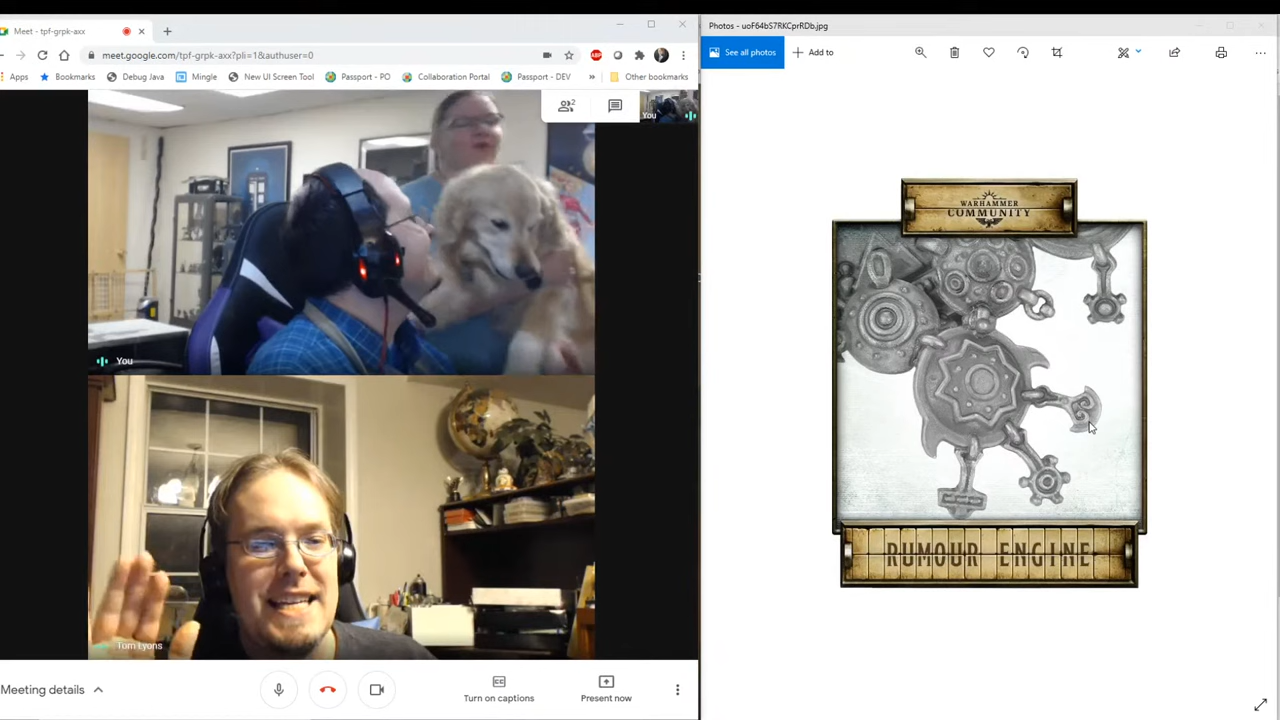 Meet - tpf-grpk-axx
meet.google.com/tpf-grpk-axx?pli=1&authuser=0
Apps Bookmarks Debug Java Mingle New UI Screen Tool Passport - PO Collaboration Portal Passport - DEV » Other bookmarks
2
You
You
Tom Lyons
Meeting details
Turn on captions
Present now
Photos - uoF64bS7RKCprRDb.jpg
See all photos
Add to
WARHAMMER
COMMUNITY
RUMOUR ENGINE